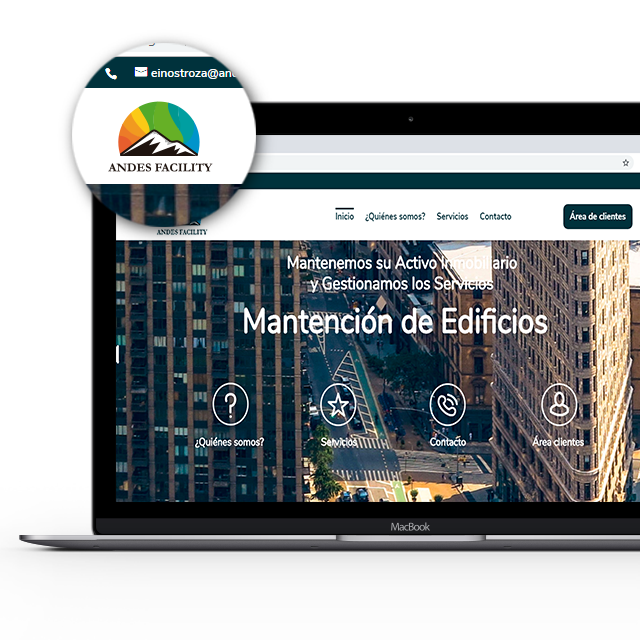 einostroza@and
ANDES FACILITY
ANDES FACILITY
Inicio ¿Quiénes somos? Servicios Contacto Área de clientes
Mantenemos su Activo Inmobiliario
y Gestionamos los Servicios
Mantención de Edificios
¿Quiénes somos? Servicios Contacto Área clientes
MacBook